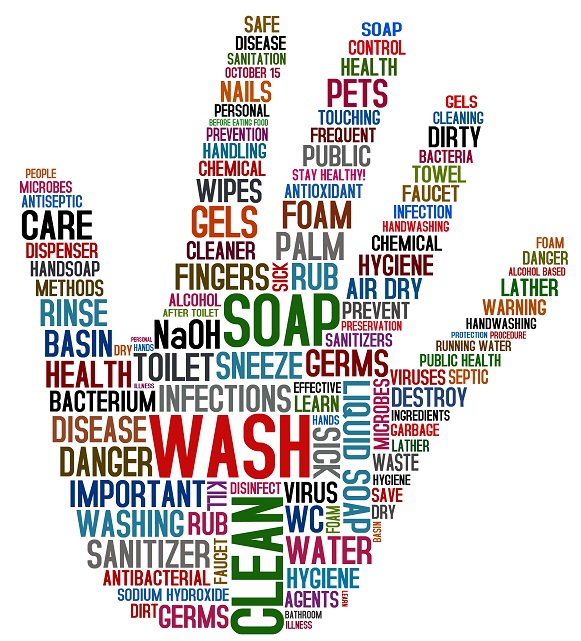 SAFE
DISEASE
SANITATION
OCTOBER 15
NAILS
PERSONAL
BEFORE EATING FOOD
PREVENTION
HANDLING
CHEMICAL
WIPES
GELS
CLEANER
FINGERS
SICK
ALCOHOL
AFTER TOILET
NaOH
SOAP
SOAP
CONTROL
HEALTH
PETS
TOUCHING
FREQUENT
PUBLIC
STAY HEALTHY!
ANTIOXIDANT
FOAM
PALM
RUB
GELS
CLEANING
DIRTY
BACTERIA
TOWEL
FAUCET
INFECTION
HANDWASHING
CHEMICAL
HYGIENE
AIR DRY
PREVENT
PRESERVATION
SANITIZERS
FOAM
DANGER
ALCOHOL BASED
LATHER
WARNING
HANDWASHING
PROTECTION
PROCEDURE
RUNNING WATER
PUBLIC HEALTH
VIRUSES
SEPTIC
DESTROY
INGREDIENTS
GARBAGE
LATHER
WASTE
HYGIENE
SAVE
DRY
BASIN
PEOPLE
MICROBES
ANTISEPTIC
CARE
DISPENSER
HANDSOAP
METHODS
RINSE
BASIN
DRY
PERSONAL
HANDS
HEALTH
TOILET
SNEEZE
GERMS
ILLNESS
BACTERIUM
INFECTIONS
EFFECTIVE
LEARN
LIQUID SOAP
MICROBES
DISEASE
WASH
HANDS
SICK
DANGER
IMPORTANT
KILL
DISINFECT
VIRUS
WASHING
RUB
CLEAN
WC
FOAM
SANITIZER
FAUCET
WATER
ANTIBACTERIAL
HYGIENE
SODIUM HYDROXIDE
AGENTS
LEARN
DIRT
GERMS
BATHROOM
ILLNESS